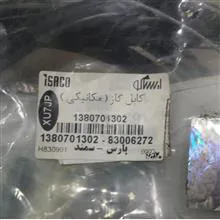 ISACO
ایساکو
XU7JP
کابل گاز (مکانیکی)
1380701302
1380701302 - 83006272
پارس - سمند
H830901